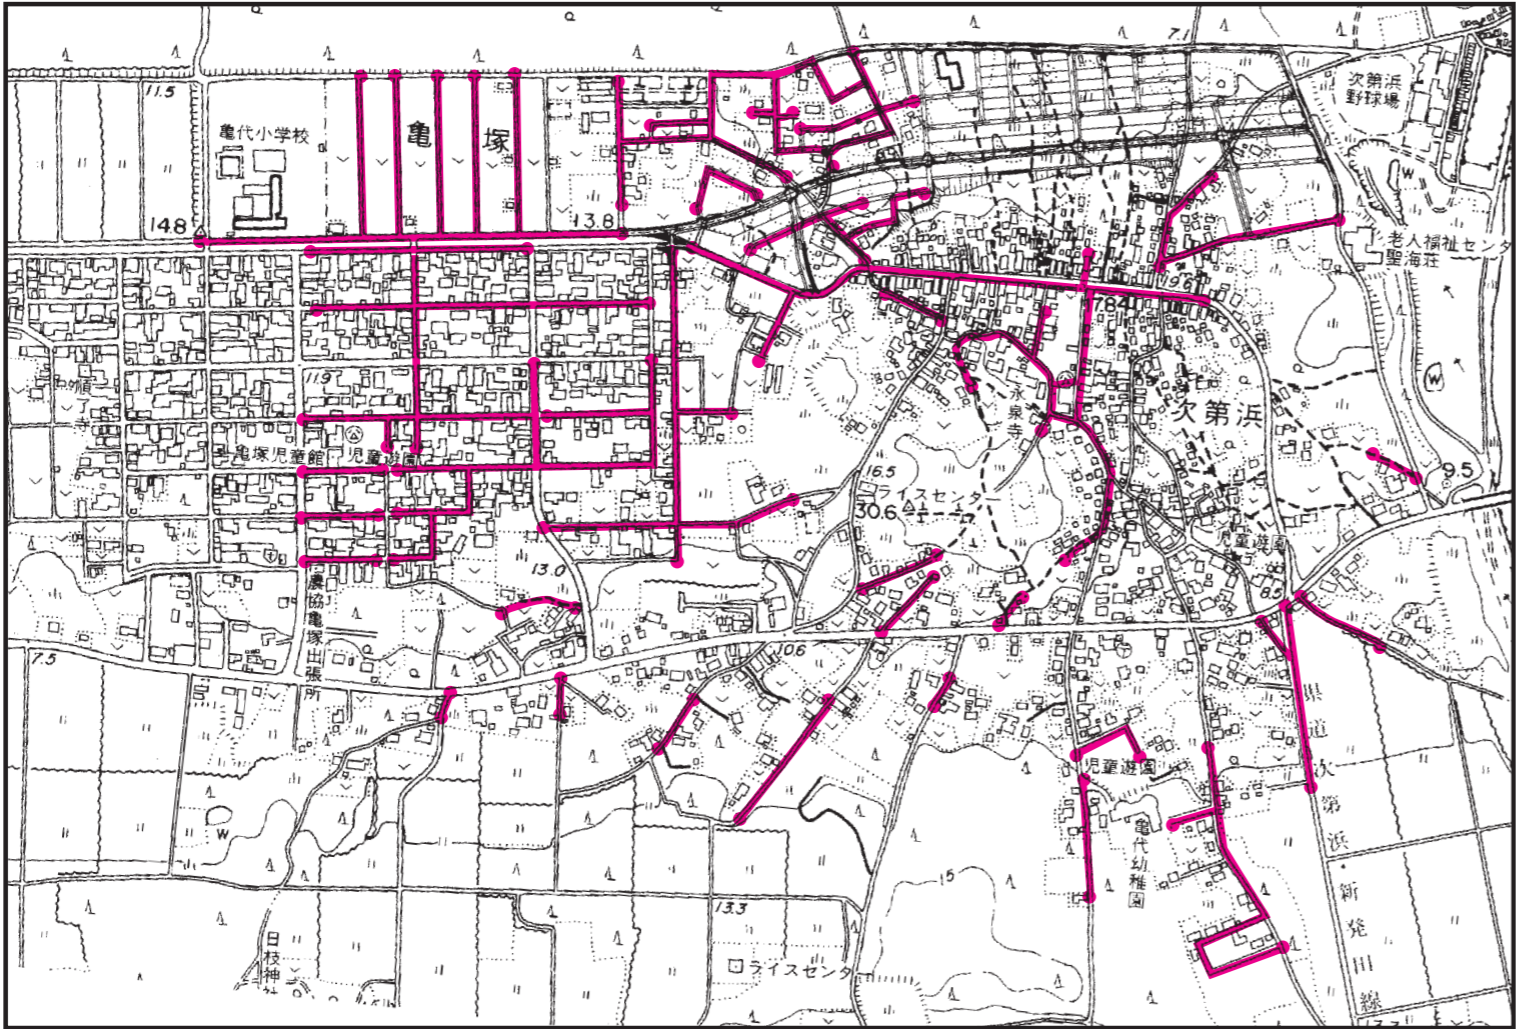 7.1
次第浜
野球場
11.5
亀代小学校
亀塚
W
14.8
13.8
老人福祉センタ
聖海荘
19.6
17.8
11.9
永泉寺
次第浜
W
亀塚児童館
児童遊園
16.5
ライスセンター
30.6
9.5
児童遊園
13.0
8.5
農協亀塚出張所
7.5
10.6
県道次第浜・新発田線
児童遊園
W
亀代幼稚園
15
13.3
日枝神社
ライスセンター